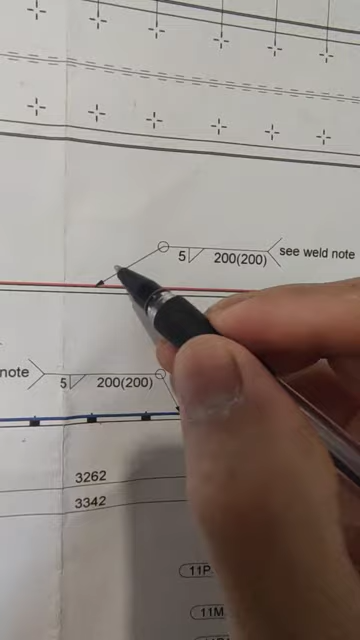 5 200(200) see weld note
note 5 200(200)
3262
3342
11P
11M